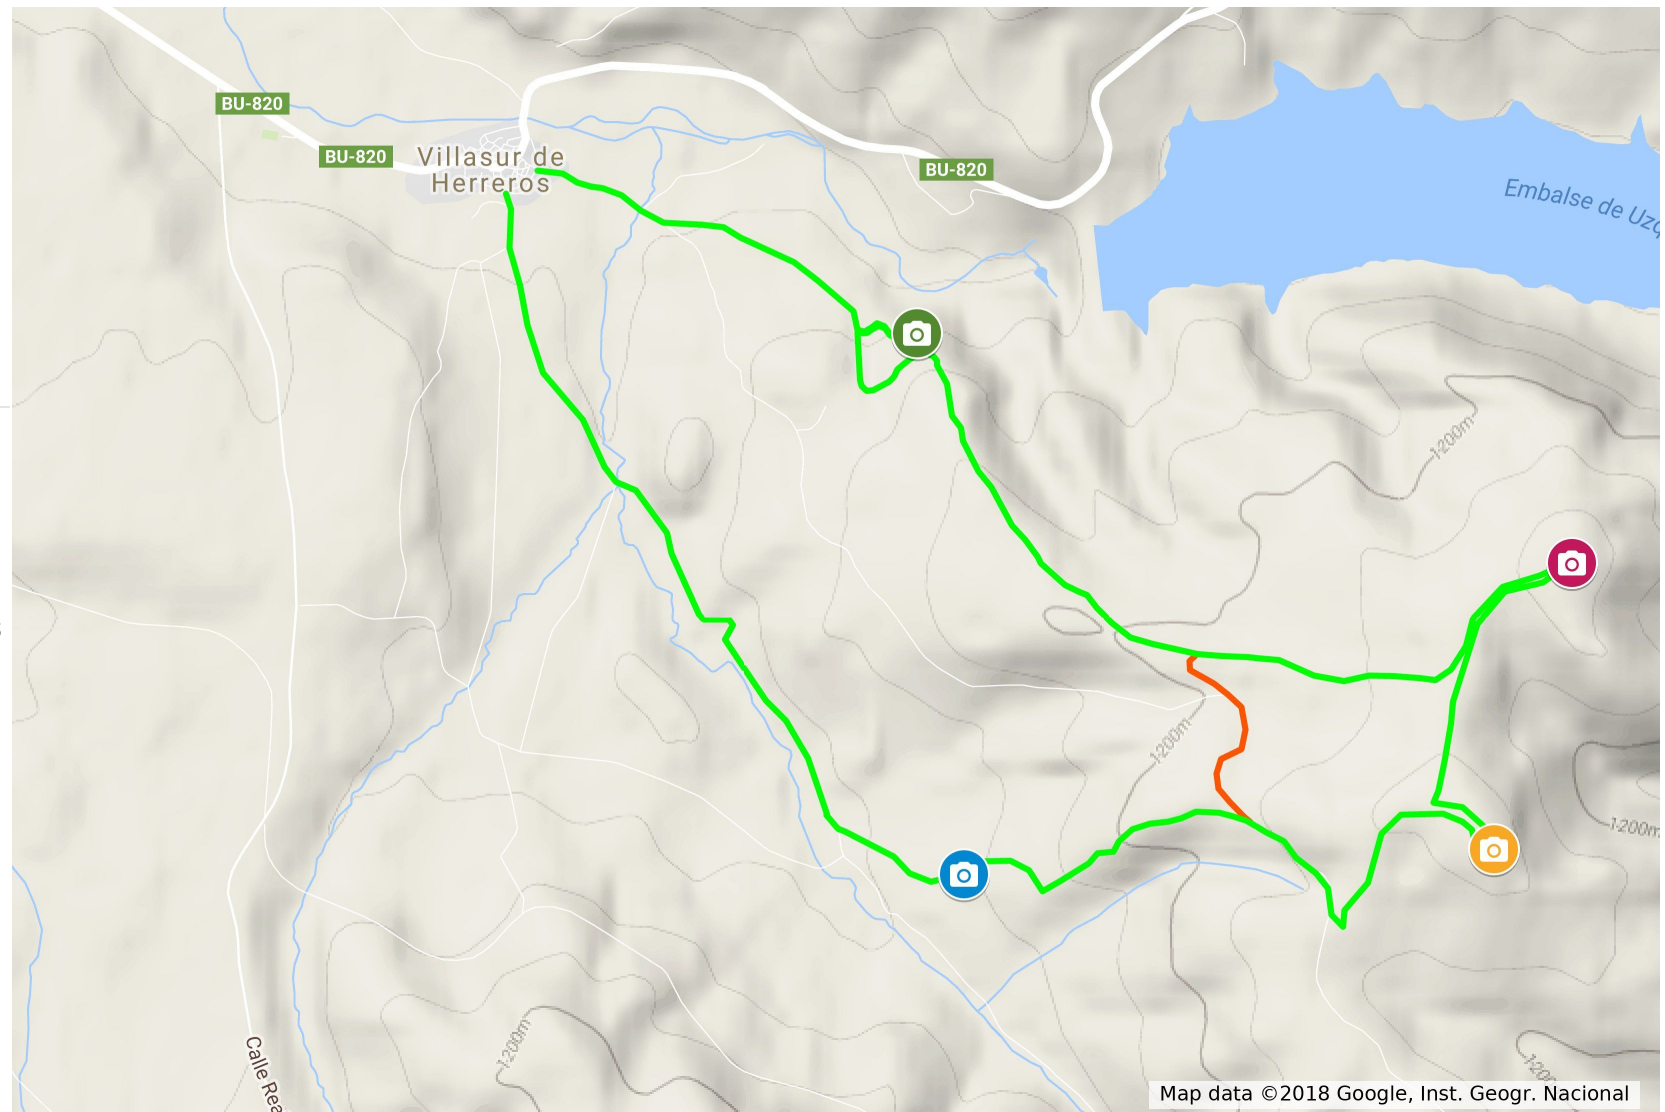 BU-820
BU-820
Villasur de
Herreros
BU-820
Embalse de Uzq
1200m
1200m
1200m
1200m
Calle Rea
Map data ©2018 Google, Inst. Geogr. Nacional